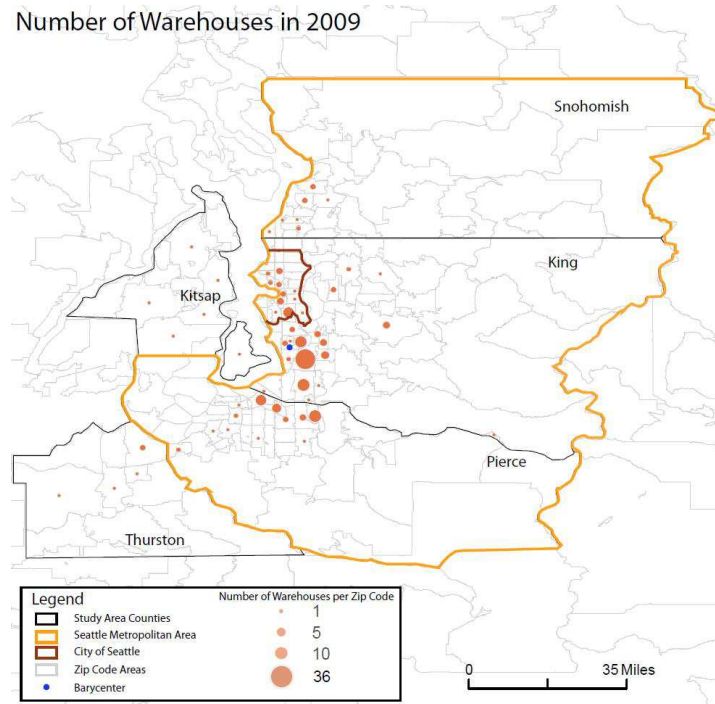 Number of Warehouses in 2009
Snohomish
King
Kitsap
Pierce
Thurston
Legend
Study Area Counties
Seattle Metropolitan Area
City of Seattle
Zip Code Areas
Barycenter
Number of Warehouses per Zip Code
1
5
10
36
0
35 Miles